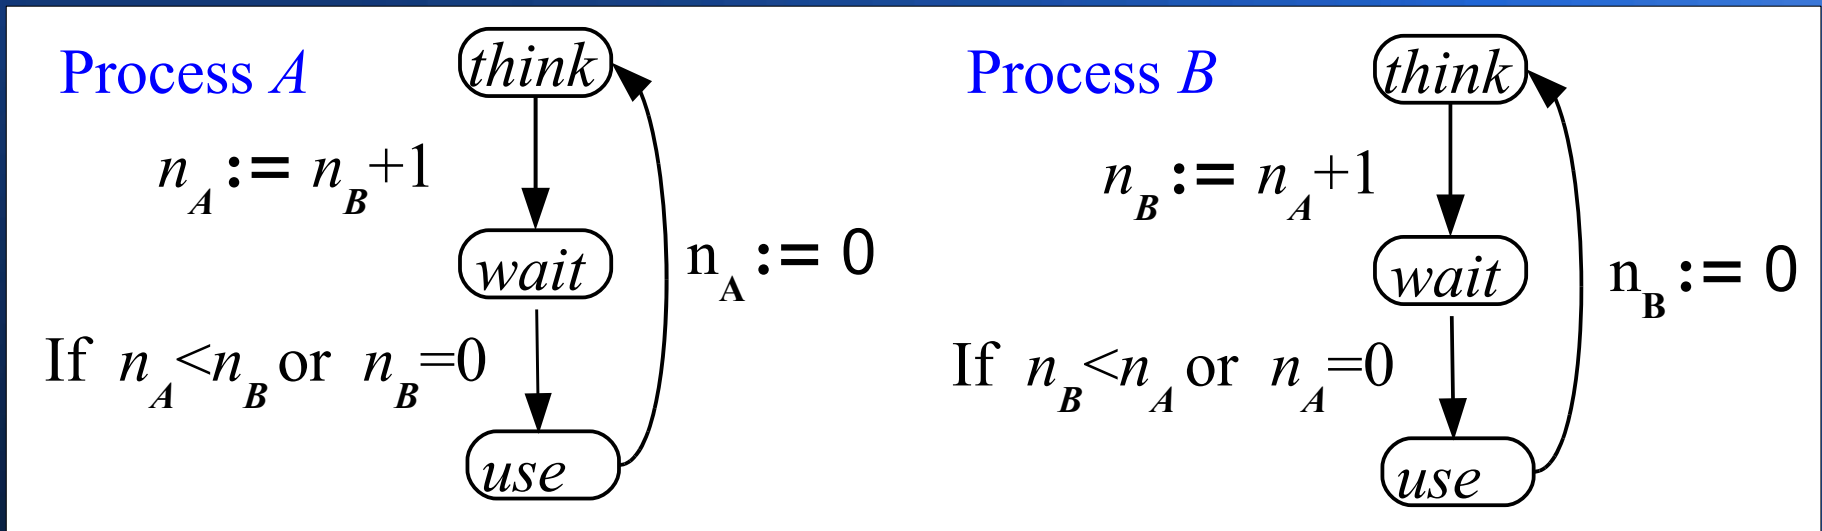 Process A
think
n_A := n_B+1
wait
n_A := 0
If n_A<n_B or n_B=0
use
Process B
think
n_B := n_A+1
wait
n_B := 0
If n_B<n_A or n_A=0
use